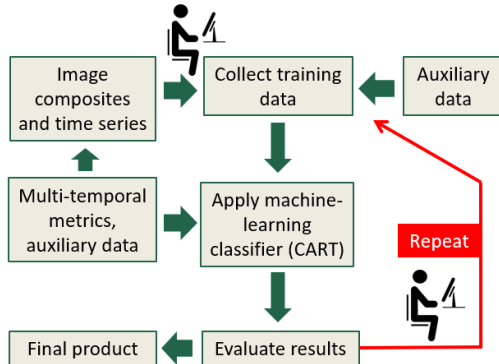 Image
composites
and time series
Collect training
data
Auxiliary
data
Multi-temporal
metrics,
auxiliary data
Apply machine-
learning
classifier (CART)
Repeat
Final product
Evaluate results